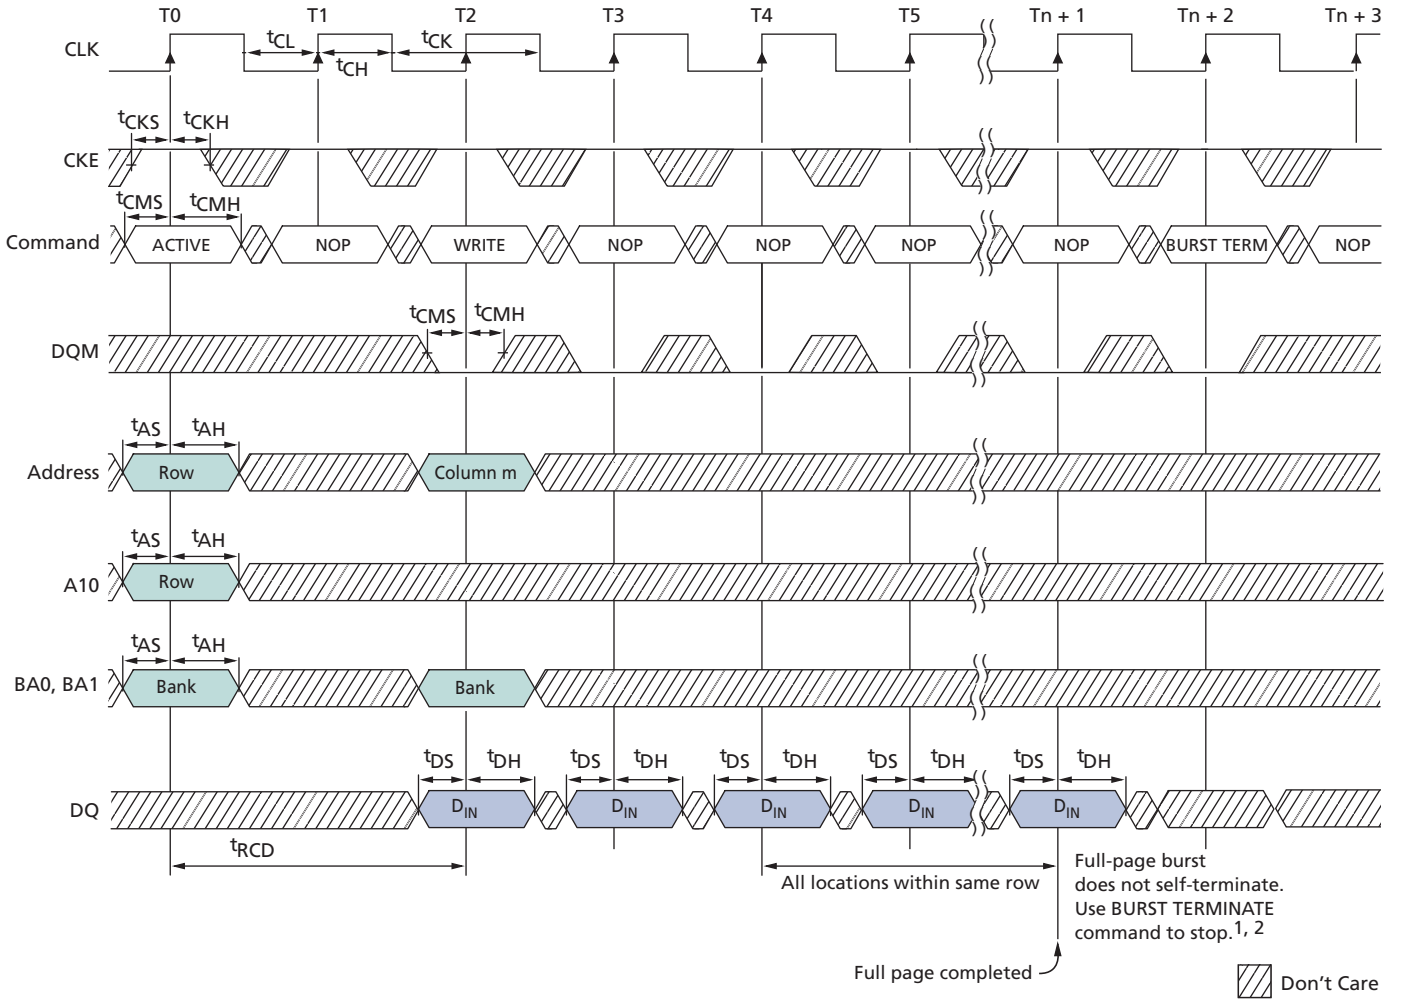 T0 T1 T2 T3 T4 T5 Tn + 1 Tn + 2 Tn + 3
CLK tCL tCH tCK
tCKS tCKH
CKE
tCMS tCMH
Command ACTIVE NOP WRITE NOP NOP NOP NOP BURST TERM NOP
tCMS tCMH
DQM
tAS tAH
Address Row Column m
tAS tAH
A10 Row
tAS tAH
BA0, BA1 Bank Bank
tDS tDH tDS tDH tDS tDH tDS tDH tDS tDH
DQ DIN DIN DIN DIN DIN
tRCD
All locations within same row
Full-page burst
does not self-terminate.
Use BURST TERMINATE
command to stop.1, 2
Full page completed
Don't Care